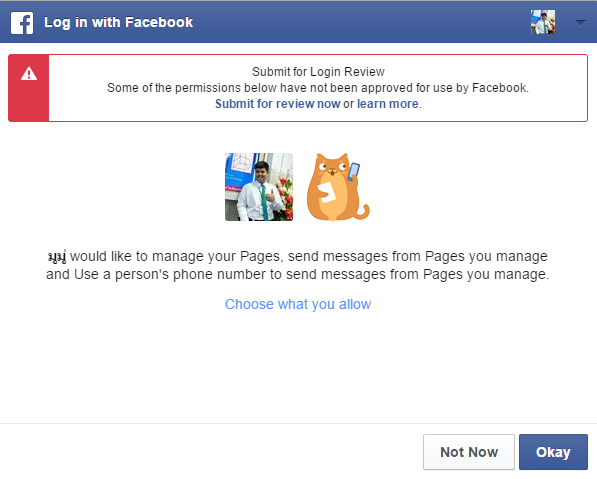 Log in with Facebook
Submit for Login Review
Some of the permissions below have not been approved for use by Facebook.
Submit for review now or learn more.
มูมู่ would like to manage your Pages, send messages from Pages you manage
and Use a person's phone number to send messages from Pages you manage.
Choose what you allow
Not Now
Okay